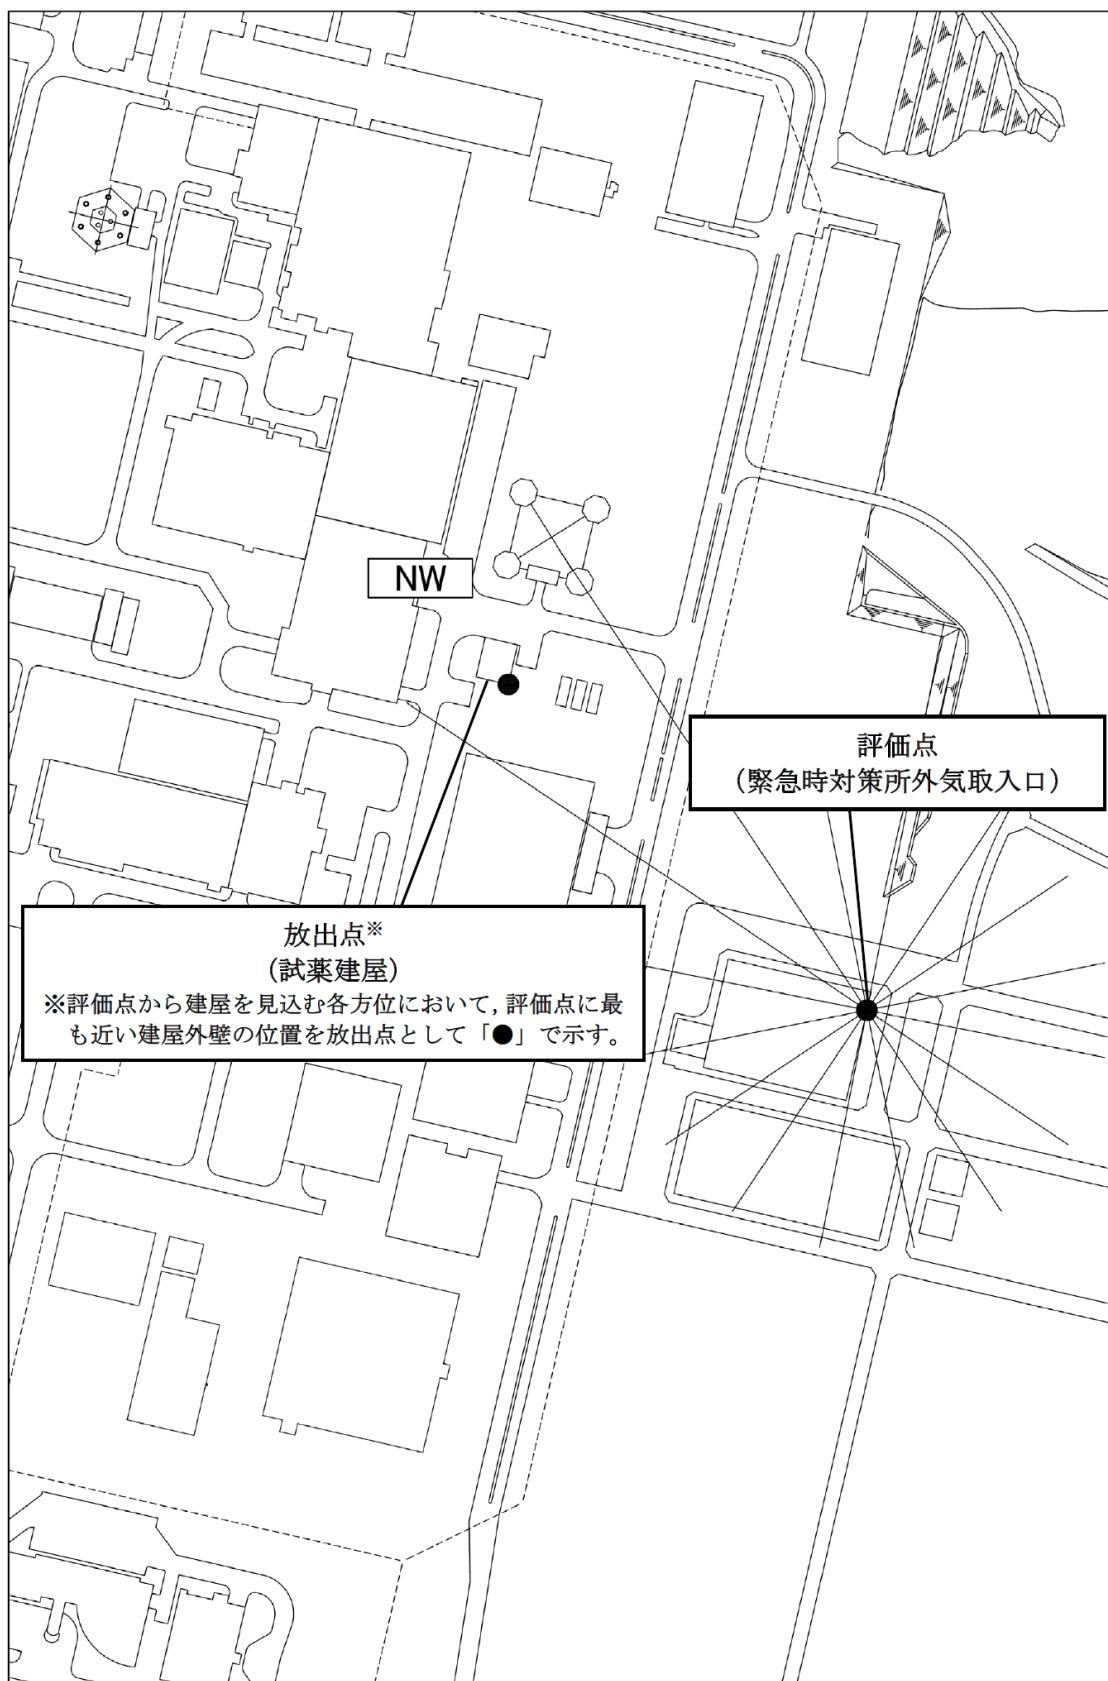 NW
評価点
(緊急時対策所外気取入口)
放出点※
(試薬建屋)
※評価点から建屋を見込む各方位において,評価点に最
も近い建屋外壁の位置を放出点として「●」で示す。